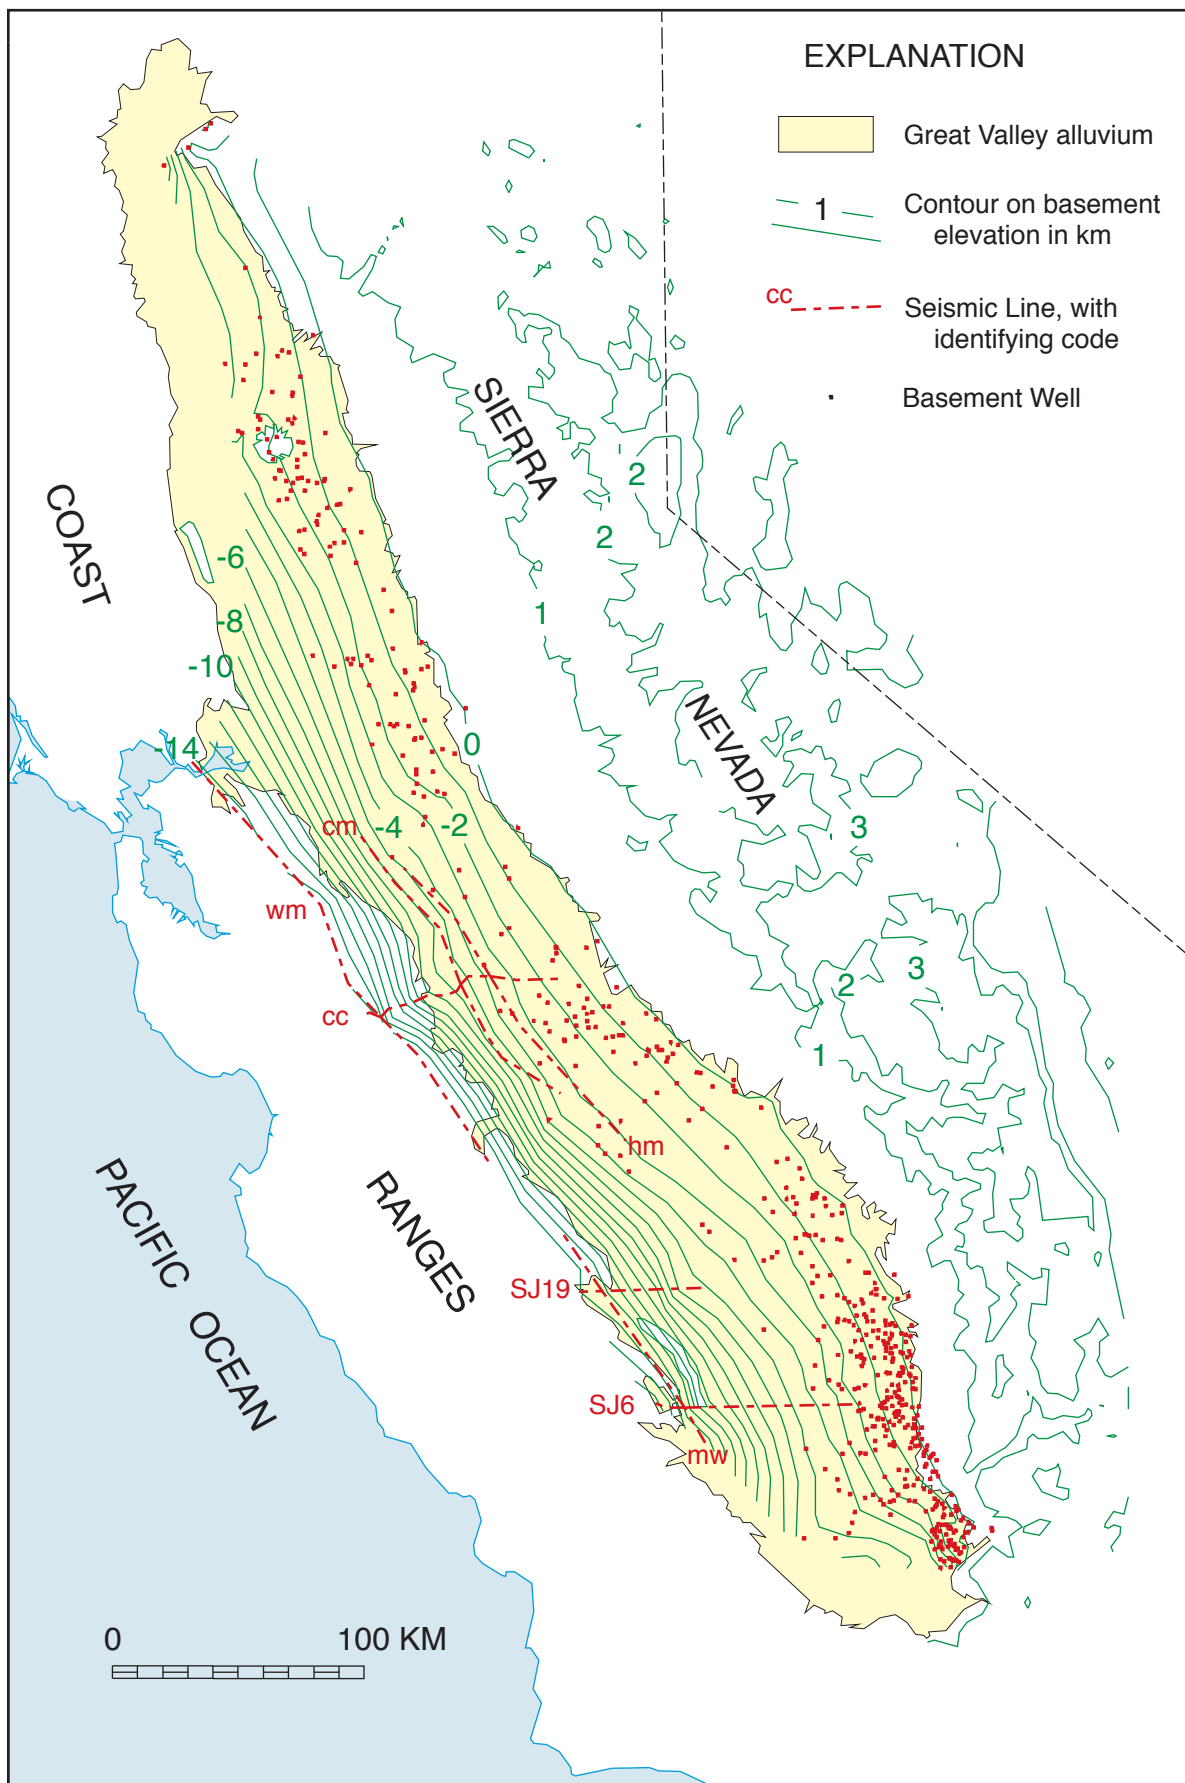 EXPLANATION
Great Valley alluvium
1
Contour on basement
elevation in km
cc
Seismic Line, with
identifying code
Basement Well
SIERRA
2
COAST
2
-6
1
-8
-10
NEVADA
0
-14
cm
-4
-2
3
wm
3
2
cc
1
hm
PACIFIC OCEAN
RANGES
SJ19
SJ6
mw
0
100 KM